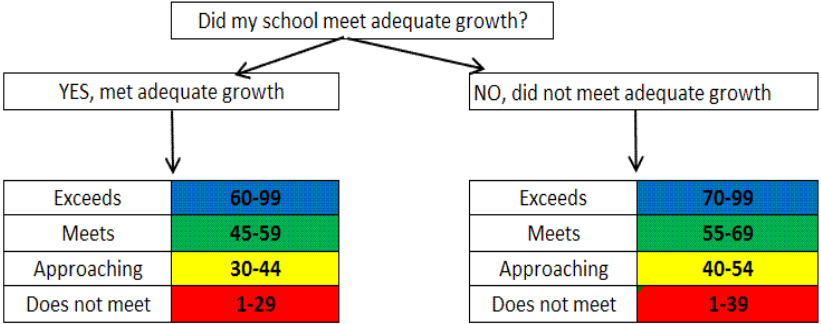 Did my school meet adequate growth?
YES, met adequate growth
NO, did not meet adequate growth
Exceeds 60-99
Meets 45-59
Approaching 30-44
Does not meet 1-29
Exceeds 70-99
Meets 55-69
Approaching 40-54
Does not meet 1-39